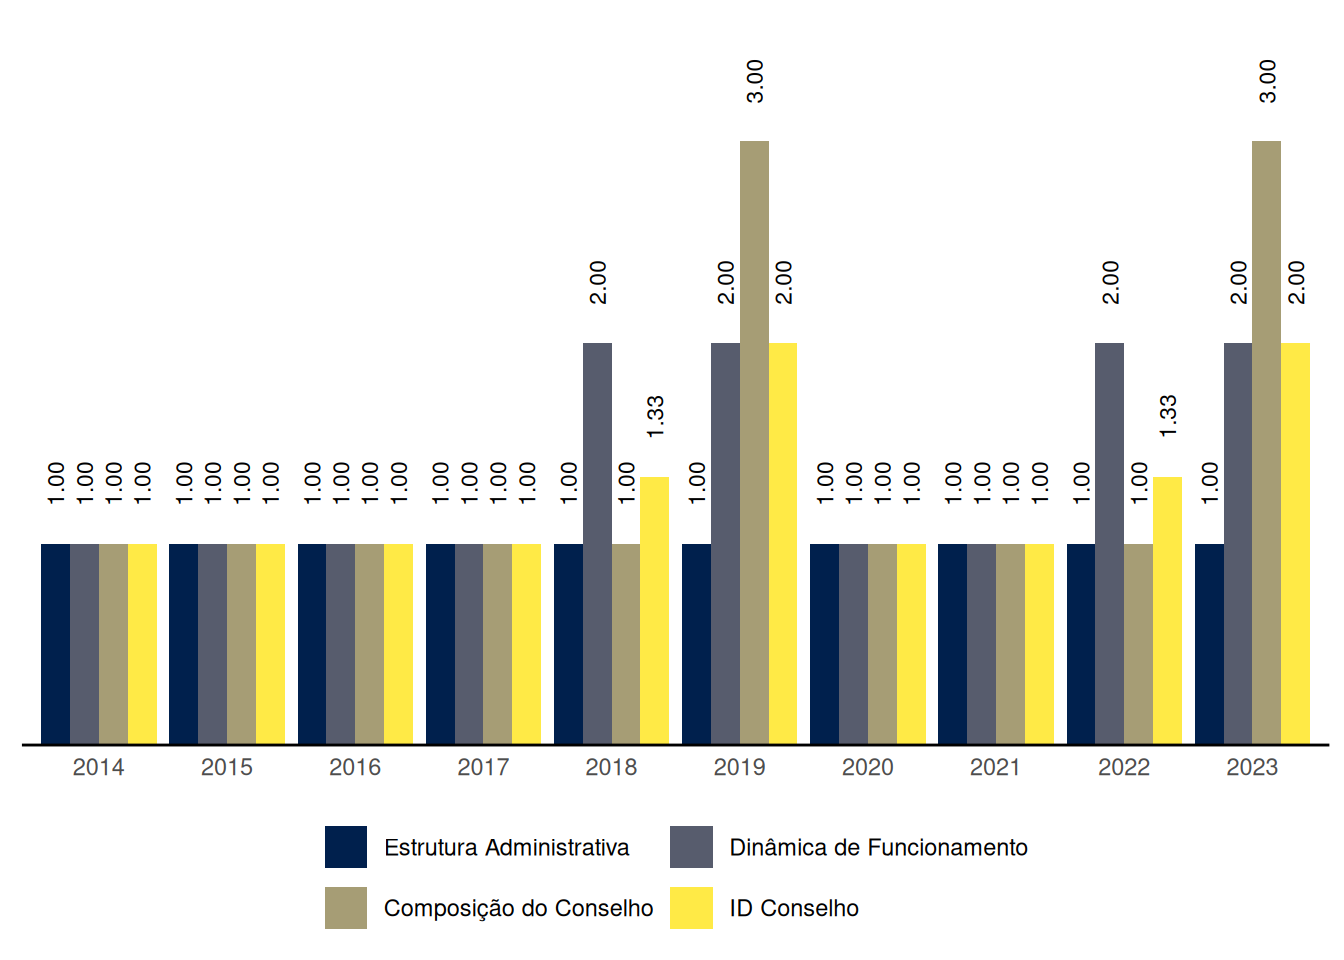 3.00 3.00
2.00 2.00 2.00 2.00 2.00 2.00
1.33 1.33
1.00 1.00 1.00 1.00 1.00 1.00 1.00 1.00 1.00 1.00 1.00 1.00 1.00 1.00 1.00 1.00 1.00 1.00 1.00 1.00 1.00 1.00 1.00 1.00 1.00 1.00 1.00 1.00 1.00 1.00
2014 2015 2016 2017 2018 2019 2020 2021 2022 2023
Estrutura Administrativa Dinâmica de Funcionamento
Composição do Conselho ID Conselho